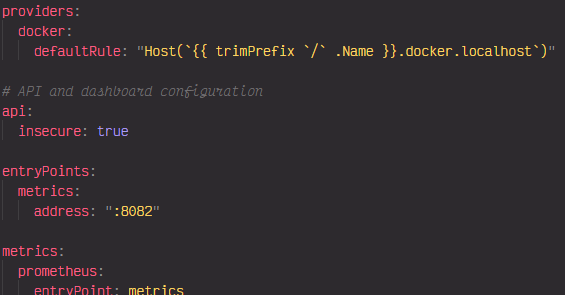 providers:
  docker:
    defaultRule: "Host(`{{ trimPrefix `/` .Name }}.docker.localhost`)"

# API and dashboard configuration
api:
  insecure: true

entryPoints:
  metrics:
    address: ":8082"

metrics:
  prometheus:
    entryPoint: metrics